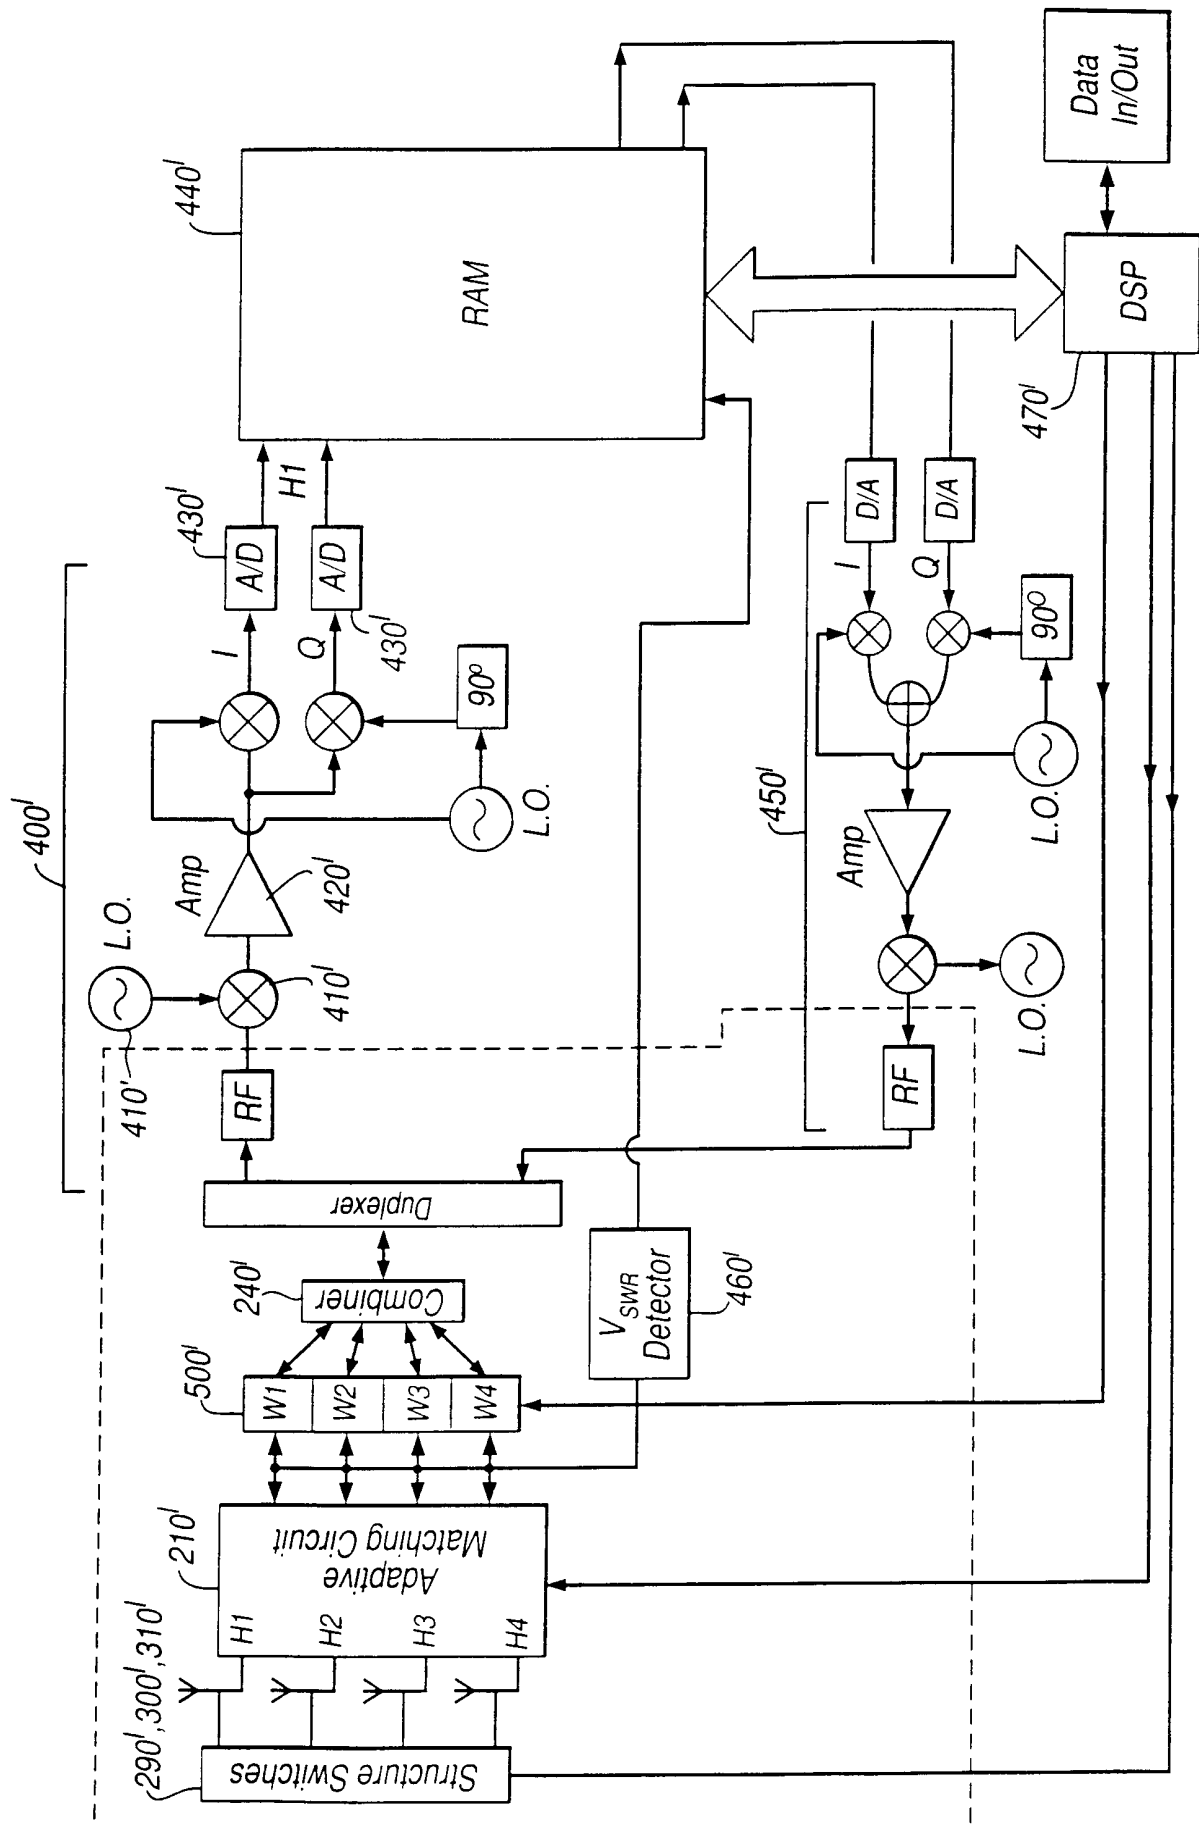 290',300',310'
Structure Switches
H1
H2
H3
H4
210'
Adaptive
Matching Circuit
500'
W1
W2
W3
W4
240'
Combiner
Duplexer
V_SWR
Detector
460'
400'
RF
410'
L.O.
410'
Amp
420'
L.O.
90°
I
Q
430'
A/D
A/D
430'
H1
440'
RAM
450'
RF
L.O.
Amp
L.O.
90°
I
Q
D/A
D/A
470'
DSP
Data
In/Out